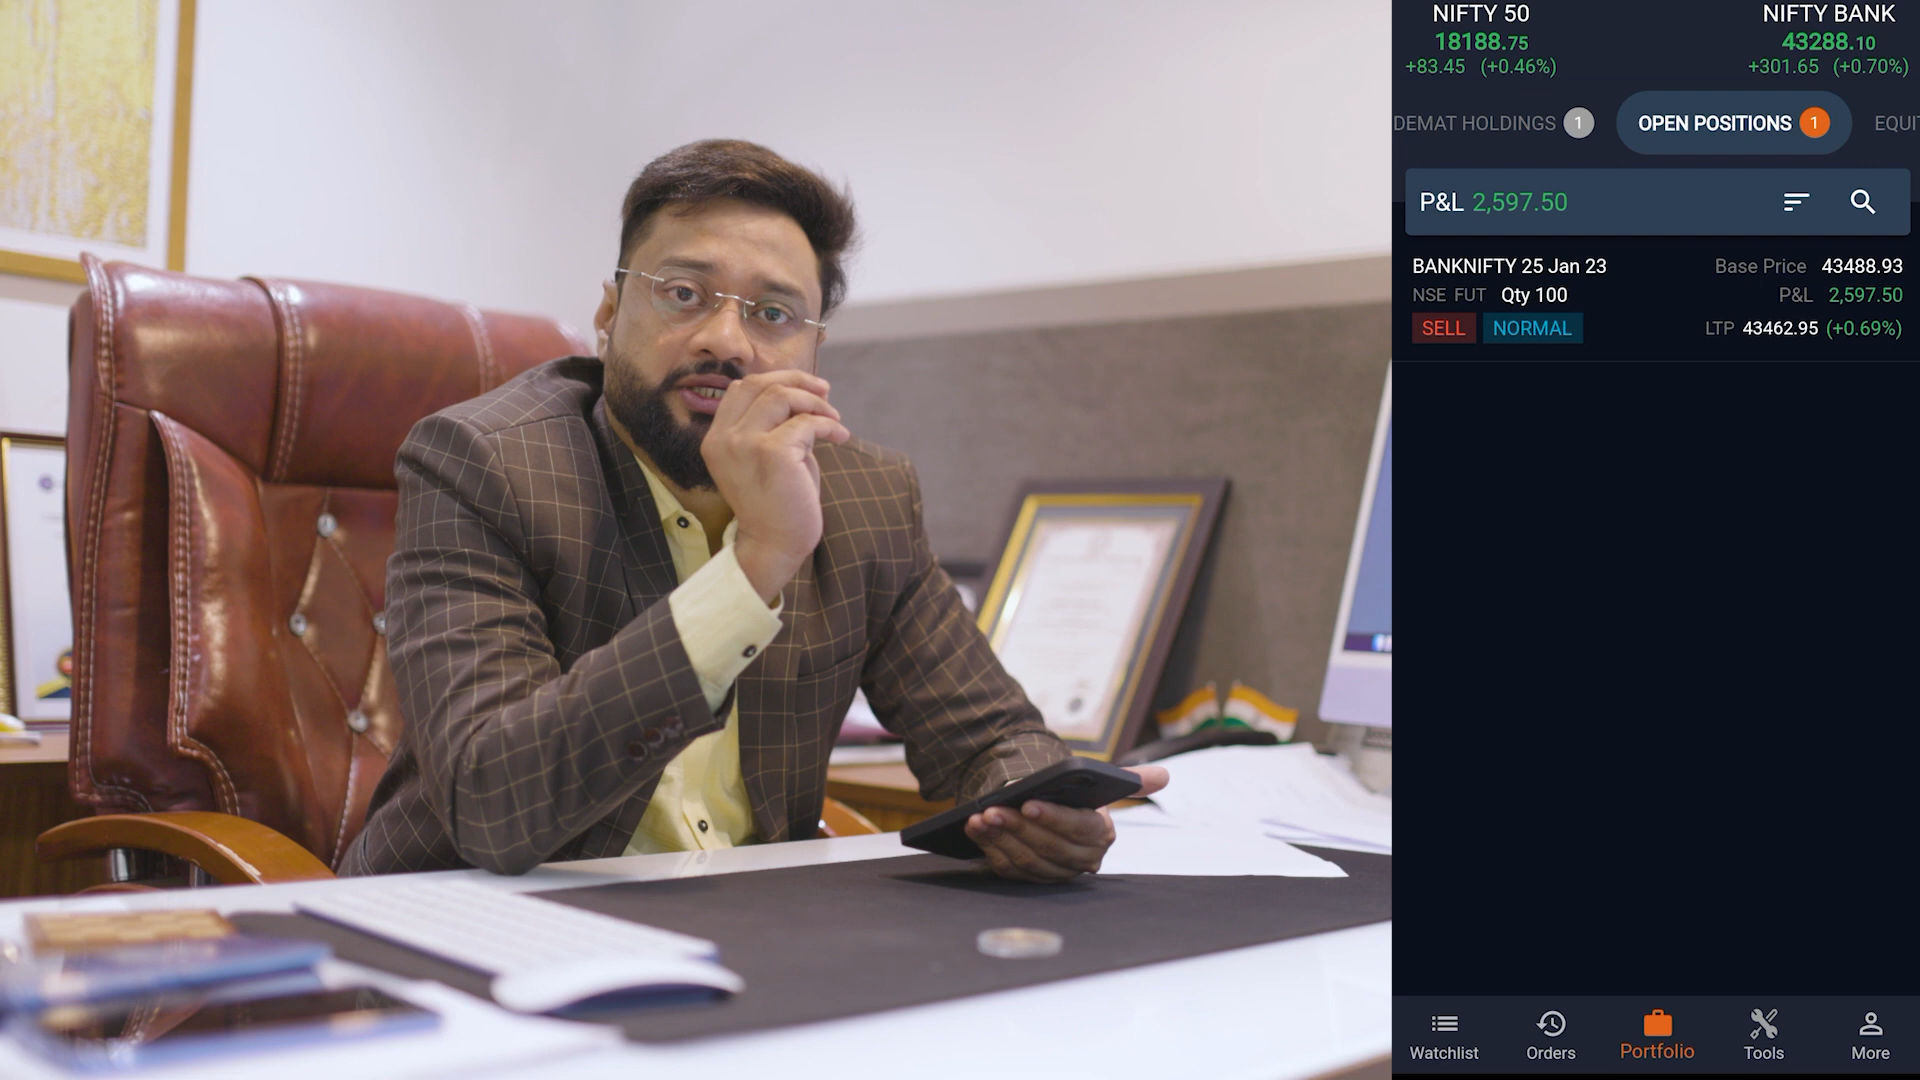 NIFTY 50
18188.75
+83.45 (+0.46%)
NIFTY BANK
43288.10
+301.65 (+0.70%)
DEMAT HOLDINGS 1
OPEN POSITIONS 1
EQUI
P&L 2,597.50
BANKNIFTY 25 Jan 23
Base Price 43488.93
NSE FUT Qty 100
P&L 2,597.50
SELL NORMAL
LTP 43462.95 (+0.69%)
Watchlist
Orders
Portfolio
Tools
More